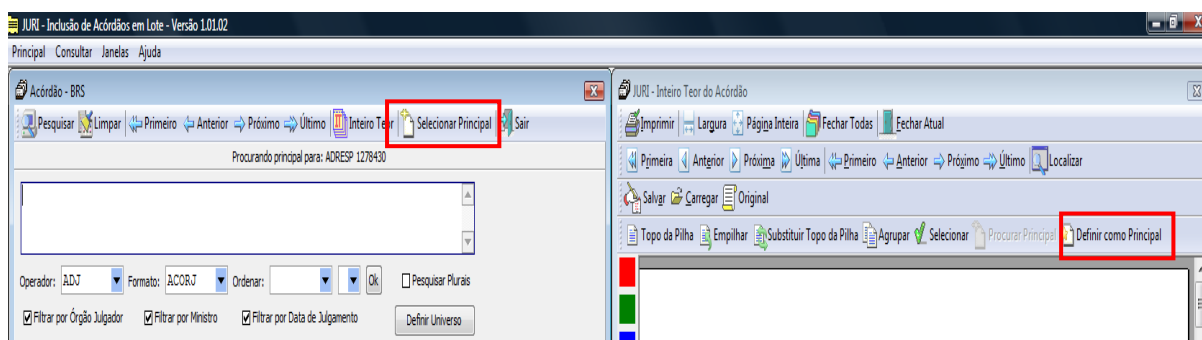 JURI - Inclusão de Acórdãos em Lote - Versão 1.01.02
Principal Consultar Janelas Ajuda
Acórdão - BRS
Pesquisar Limpar Primeiro Anterior Próximo Último Inteiro Teor Selecionar Principal Sair
Procurando principal para: ADRESP 1278430
Operador: ADJ Formato: ACORJ Ordenar: Ok Pesquisar Plurais
Filtrar por Órgão Julgador Filtrar por Ministro Filtrar por Data de Julgamento Definir Universo
JURI - Inteiro Teor do Acórdão
Imprimir Largura Página Inteira Fechar Todas Fechar Atual
Primeira Anterior Próxima Última Primeiro Anterior Próximo Último Localizar
Salvar Carregar Original
Topo da Pilha Empilhar Substituir Topo da Pilha Agrupar Selecionar Procurar Principal Definir como Principal